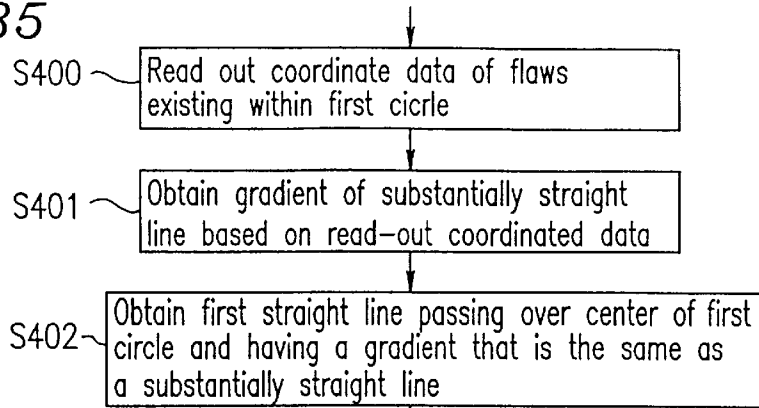 35
S400
Read out coordinate data of flaws
existing within first cicrle
S401
Obtain gradient of substantially straight
line based on read-out coordinated data
S402
Obtain first straight line passing over center of first
circle and having a gradient that is the same as
a substantially straight line